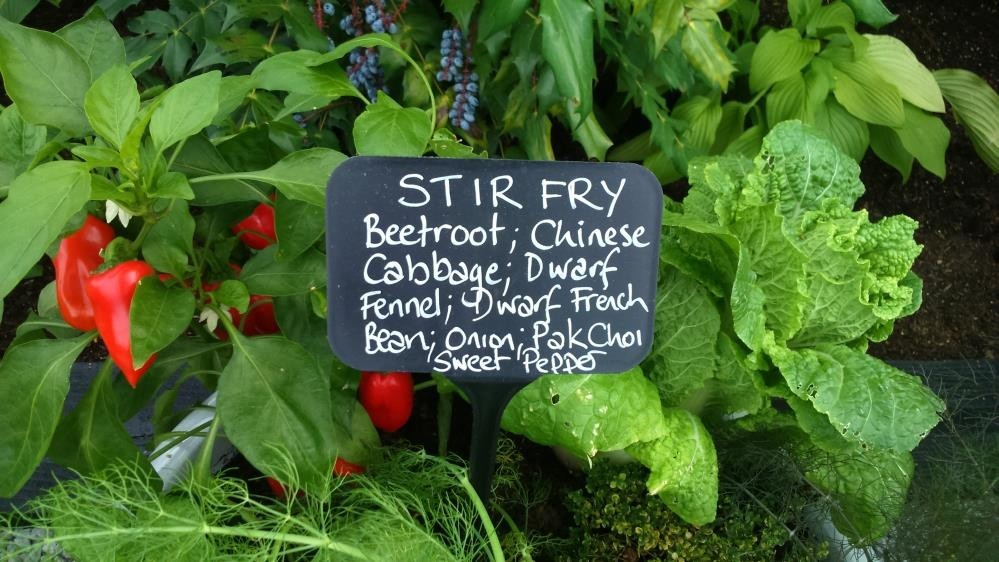 STIR FRY
Beetroot; Chinese
Cabbage; Dwarf
Fennel; Dwarf French
Bean; Onion; Pak Choi
Sweet Pepper